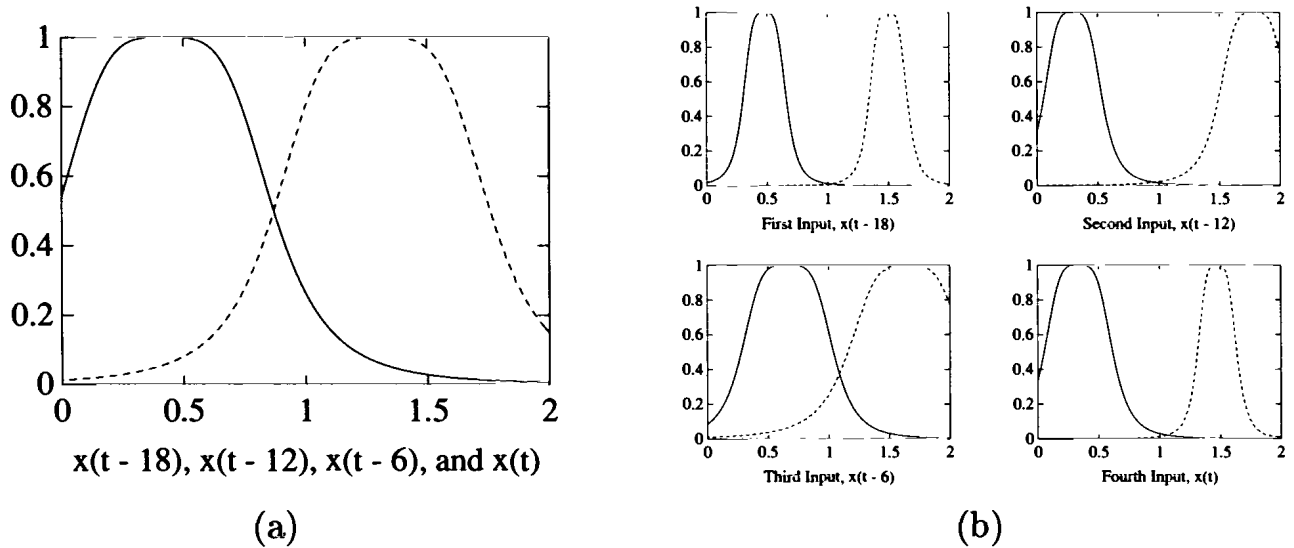 1
0.8
0.6
0.4
0.2
0
0 0.5 1 1.5 2
x(t - 18), x(t - 12), x(t - 6), and x(t)
(a)
1
0.8
0.6
0.4
0.2
0
0 0.5 1 1.5 2
First Input, x(t - 18)
1
0.8
0.6
0.4
0.2
0
0 0.5 1 1.5 2
Second Input, x(t - 12)
1
0.8
0.6
0.4
0.2
0
0 0.5 1 1.5 2
Third Input, x(t - 6)
1
0.8
0.6
0.4
0.2
0
0 0.5 1 1.5 2
Fourth Input, x(t)
(b)